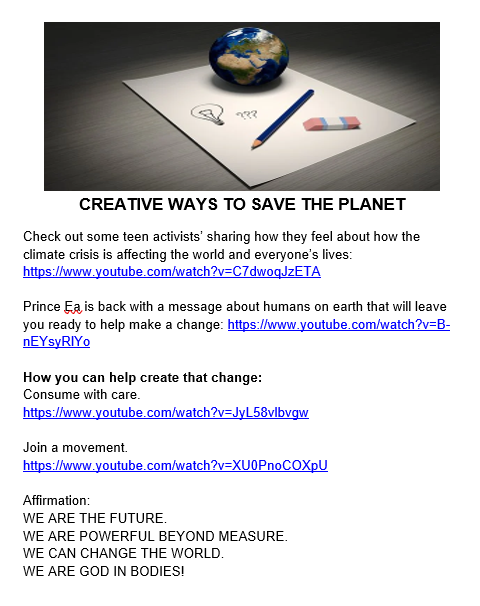 ???
CREATIVE WAYS TO SAVE THE PLANET
Check out some teen activists' sharing how they feel about how the
climate crisis is affecting the world and everyone's lives:
https://www.youtube.com/watch?v=C7dwoqJzETA
Prince Ea is back with a message about humans on earth that will leave
you ready to help make a change: https://www.youtube.com/watch?v=B-
nEYsyRlYo
How you can help create that change:
Consume with care.
https://www.youtube.com/watch?v=JyL58vlbvgw
Join a movement.
https://www.youtube.com/watch?v=XU0PnoCOXpU
Affirmation:
WE ARE THE FUTURE.
WE ARE POWERFUL BEYOND MEASURE.
WE CAN CHANGE THE WORLD.
WE ARE GOD IN BODIES!